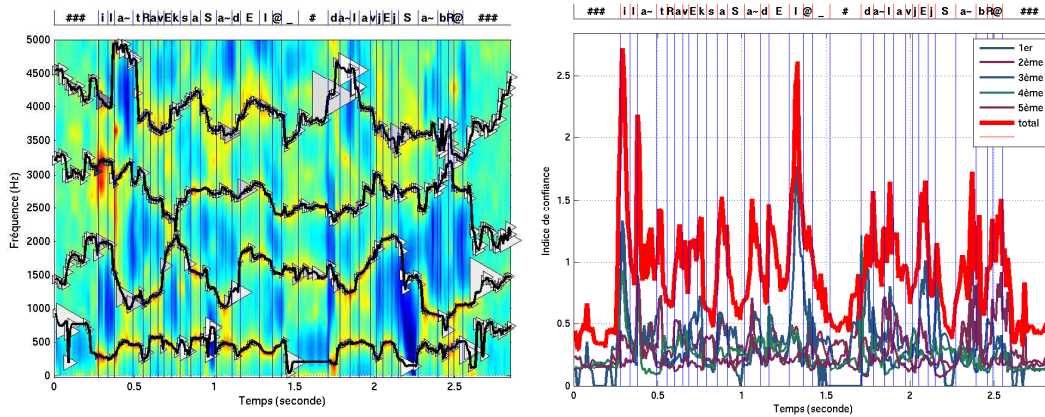 ### i l a~ t R a v E k s a S a~ d E l @ _ # d a~ l a v j E j S a~ b R @ ###
5000
4500
4000
3500
3000
2500
2000
1500
1000
500
0
Fréquence (Hz)
0 0.5 1 1.5 2 2.5
Temps (seconde)
### i l a~ t R a v E k s a S a~ d E l @ _ # d a~ l a v j E j S a~ b R @ ###
2.5
2
1.5
1
0.5
0
Indice de confiance
1er
2ème
3ème
4ème
5ème
total
0 0.5 1 1.5 2 2.5
Temps (seconde)